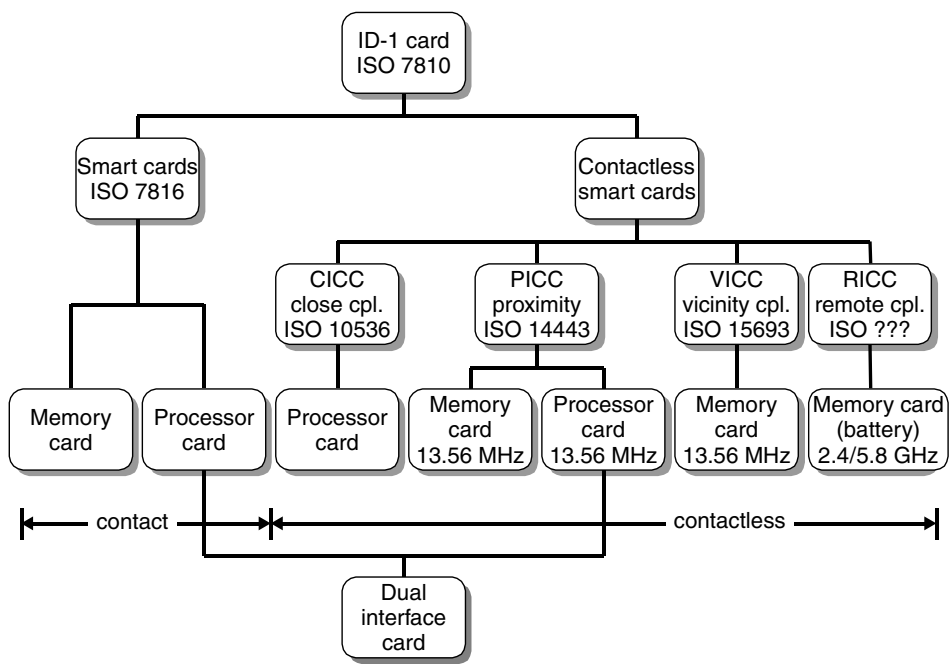 ID-1 card
ISO 7810
Smart cards
ISO 7816
Contactless
smart cards
CICC
close cpl.
ISO 10536
PICC
proximity
ISO 14443
VICC
vicinity cpl.
ISO 15693
RICC
remote cpl.
ISO ???
Memory
card
Processor
card
Processor
card
Memory
card
13.56 MHz
Processor
card
13.56 MHz
Memory
card
13.56 MHz
Memory card
(battery)
2.4/5.8 GHz
contact
contactless
Dual
interface
card